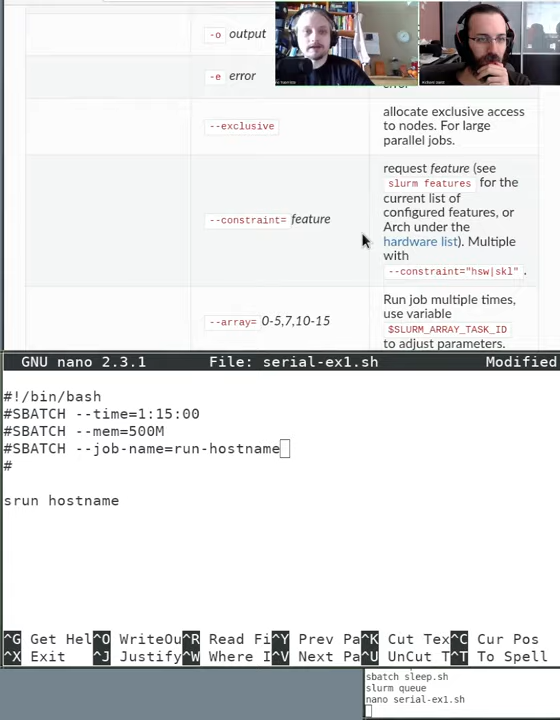 -o output
-e error
error
--exclusive
allocate exclusive access
to nodes. For large
parallel jobs.
--constraint= feature
request feature (see
slurm features for the
current list of
configured features, or
Arch under the
hardware list). Multiple
with
--constraint="hsw|skl" .
--array= 0-5,7,10-15
Run job multiple times,
use variable
$SLURM_ARRAY_TASK_ID
to adjust parameters.
GNU nano 2.3.1 File: serial-ex1.sh Modified
#!/bin/bash
#SBATCH --time=1:15:00
#SBATCH --mem=500M
#SBATCH --job-name=run-hostname
#
srun hostname
^G Get Hel^O WriteOu^R Read Fi^Y Prev Pa^K Cut Tex^C Cur Pos
^X Exit ^J Justify^W Where I^V Next Pa^U UnCut T^T To Spell
sbatch sleep.sh
slurm queue
nano serial-ex1.sh